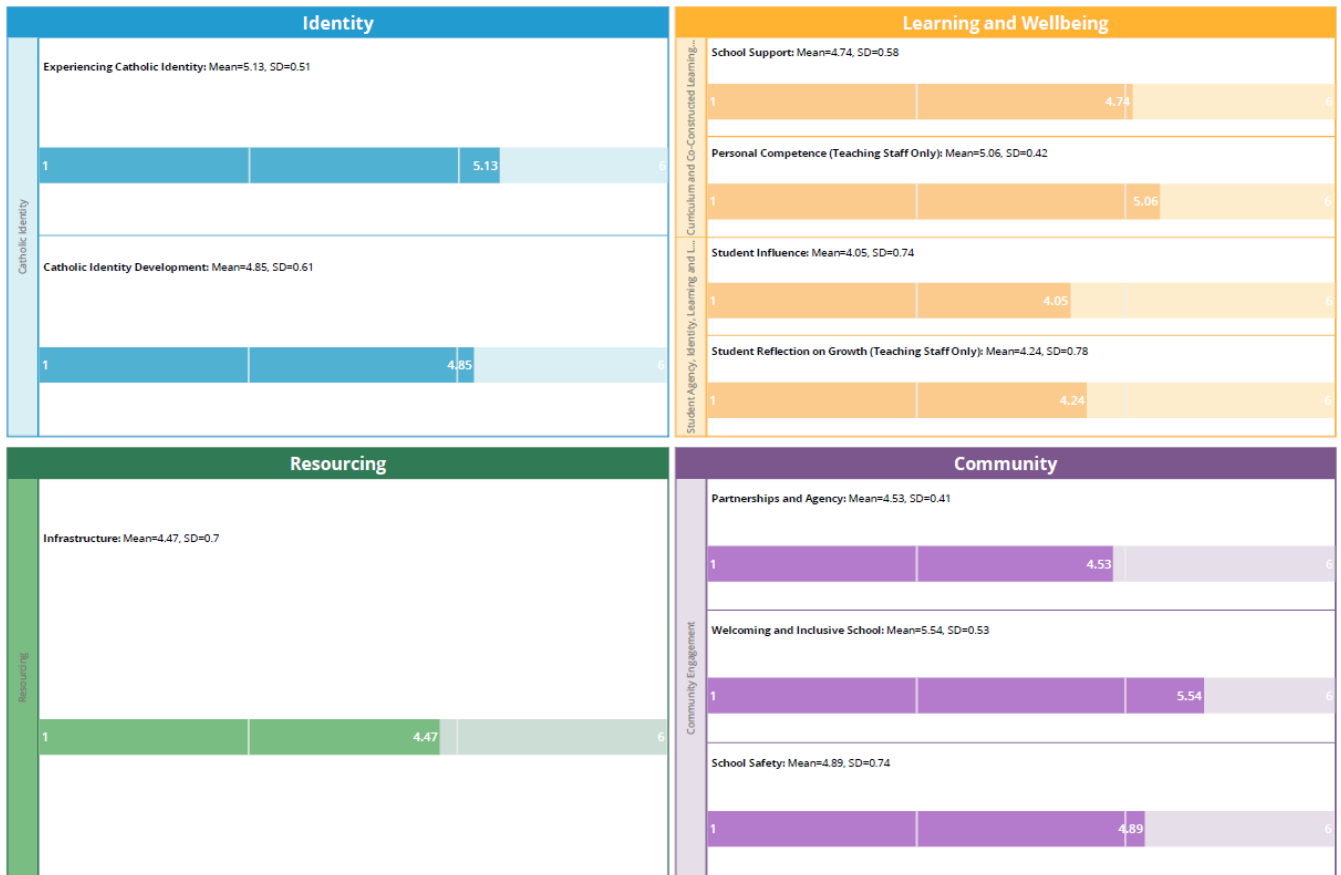 Identity
Catholic Identity
Experiencing Catholic Identity: Mean=5.13, SD=0.51
1 5.13 6
Catholic Identity Development: Mean=4.85, SD=0.61
1 4.85 6
Learning and Wellbeing
Curriculum and Co-Constructed Learning...
School Support: Mean=4.74, SD=0.58
1 4.74 6
Personal Competence (Teaching Staff Only): Mean=5.06, SD=0.42
1 5.06 6
Student Agency, Identity, Learning and L...
Student Influence: Mean=4.05, SD=0.74
1 4.05 6
Student Reflection on Growth (Teaching Staff Only): Mean=4.24, SD=0.78
1 4.24 6
Resourcing
Resourcing
Infrastructure: Mean=4.47, SD=0.7
1 4.47 6
Community
Community Engagement
Partnerships and Agency: Mean=4.53, SD=0.41
1 4.53 6
Welcoming and Inclusive School: Mean=5.54, SD=0.53
1 5.54 6
School Safety: Mean=4.89, SD=0.74
1 4.89 6